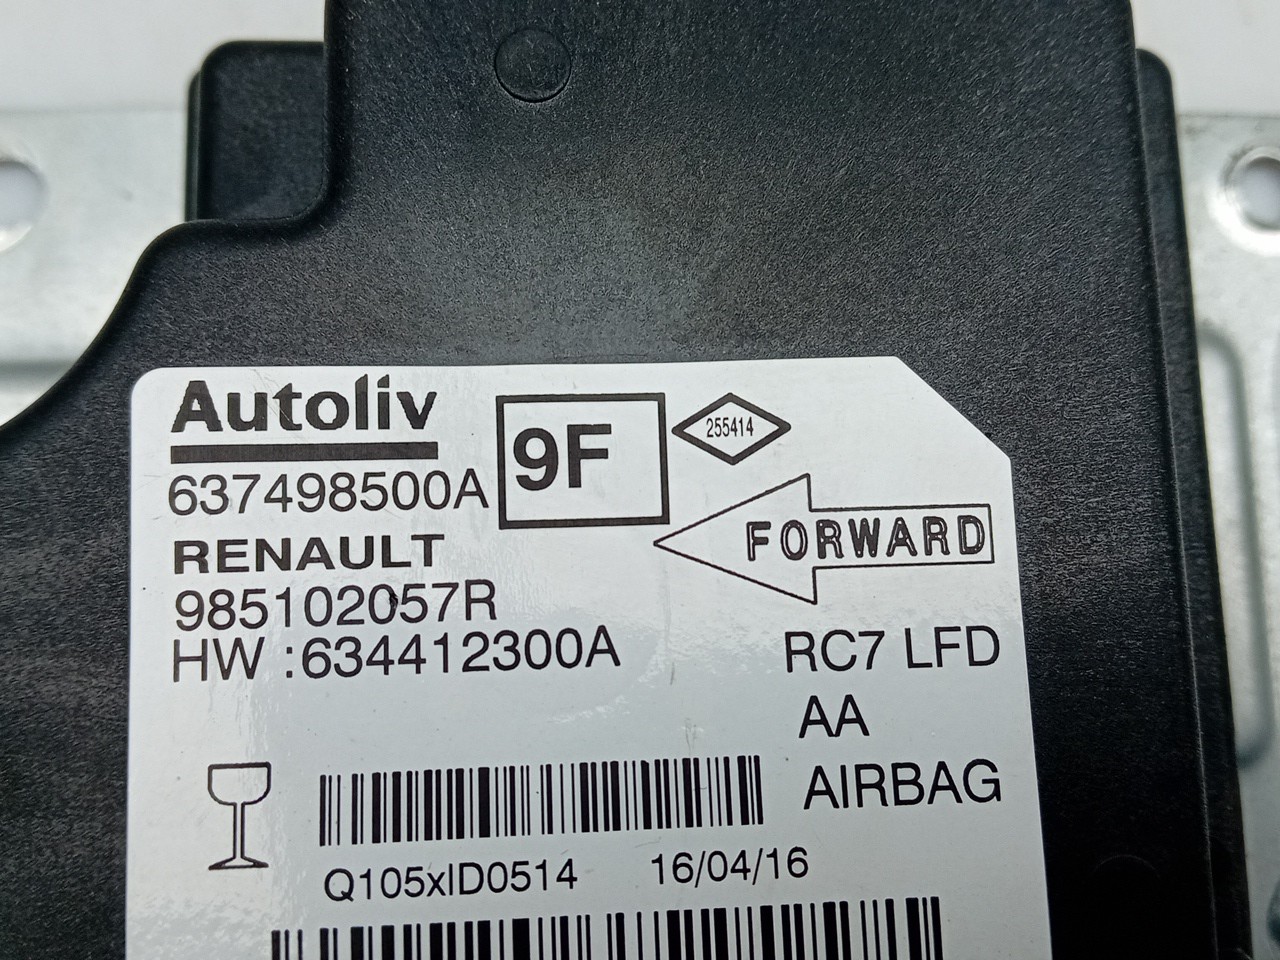 Autoliv
637498500A
9F
255414
FORWARD
RENAULT
985102057R
HW :634412300A
RC7 LFD
AA
AIRBAG
Q105xID0514 16/04/16